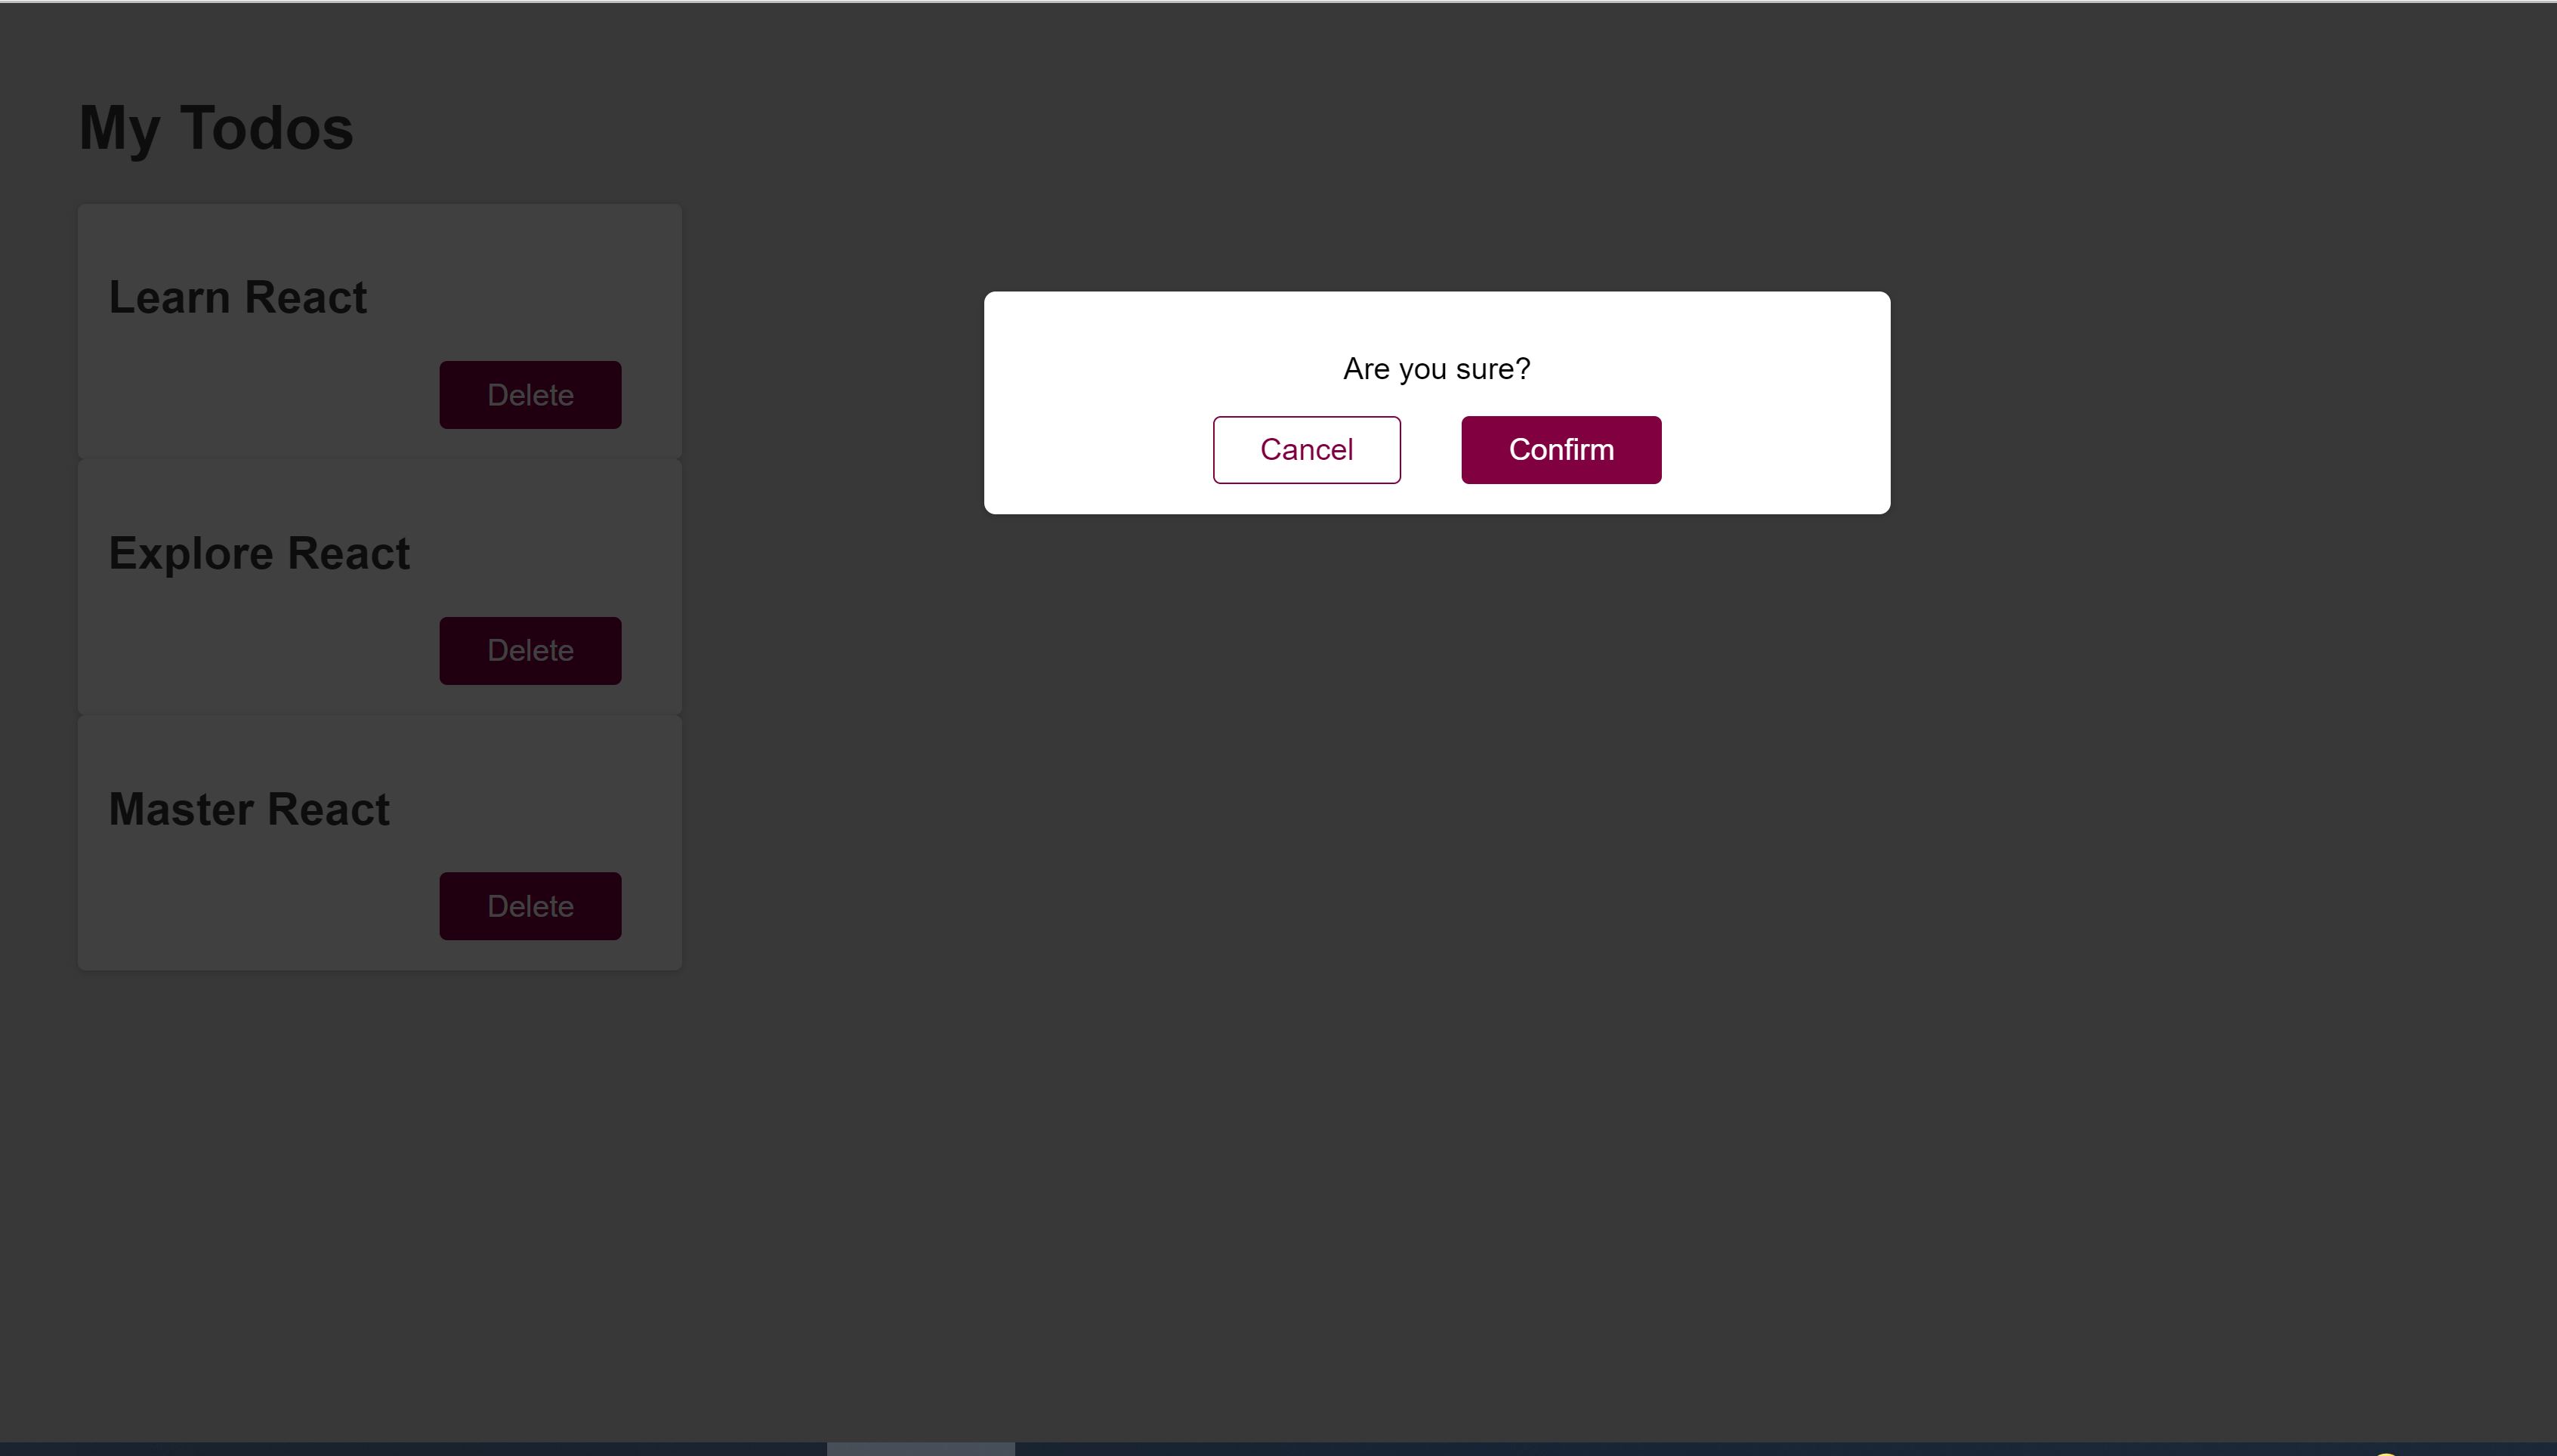 My Todos
Learn React
Delete
Explore React
Delete
Master React
Delete
Are you sure?
Cancel
Confirm